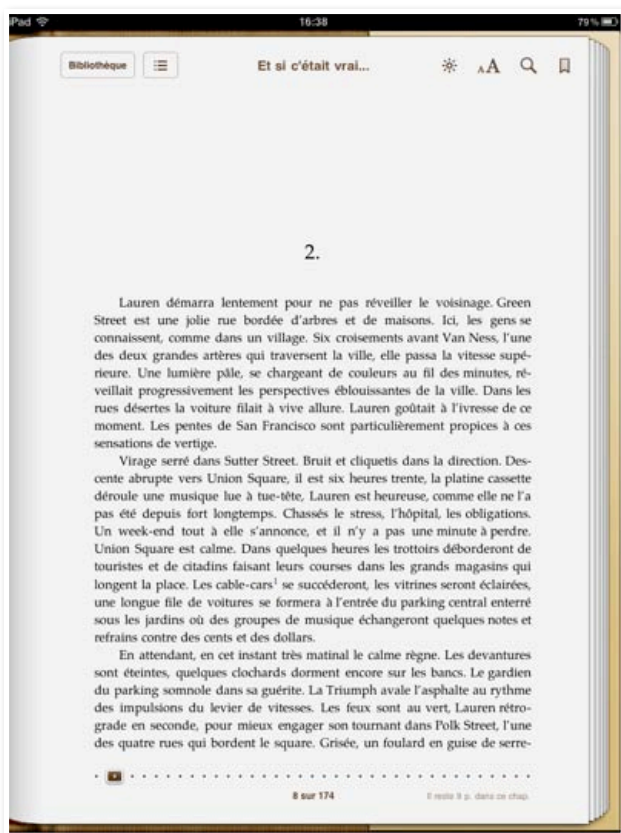 iPad
16:38
79 %
Bibliothèque
Et si c'était vrai...
AA
2.
Lauren démarra lentement pour ne pas réveiller le voisinage. Green
Street est une jolie rue bordée d'arbres et de maisons. Ici, les gens se
connaissent, comme dans un village. Six croisements avant Van Ness, l'une
des deux grandes artères qui traversent la ville, elle passa la vitesse supé-
rieure. Une lumière pâle, se chargeant de couleurs au fil des minutes, ré-
veillait progressivement les perspectives éblouissantes de la ville. Dans les
rues désertes la voiture filait à vive allure. Lauren goûtait à l'ivresse de ce
moment. Les pentes de San Francisco sont particulièrement propices à ces
sensations de vertige.
Virage serré dans Sutter Street. Bruit et cliquetis dans la direction. Des-
cente abrupte vers Union Square, il est six heures trente, la platine cassette
déroule une musique lue à tue-tête, Lauren est heureuse, comme elle ne l'a
pas été depuis fort longtemps. Chassés le stress, l'hôpital, les obligations.
Un week-end tout à elle s'annonce, et il n'y a pas une minute à perdre.
Union Square est calme. Dans quelques heures les trottoirs déborderont de
touristes et de citadins faisant leurs courses dans les grands magasins qui
longent la place. Les cable-cars¹ se succéderont, les vitrines seront éclairées,
une longue file de voitures se formera à l'entrée du parking central enterré
sous les jardins où des groupes de musique échangeront quelques notes et
refrains contre des cents et des dollars.
En attendant, en cet instant très matinal le calme règne. Les devantures
sont éteintes, quelques clochards dorment encore sur les bancs. Le gardien
du parking somnole dans sa guérite. La Triumph avale l'asphalte au rythme
des impulsions du levier de vitesses. Les feux sont au vert, Lauren rétro-
grade en seconde, pour mieux engager son tournant dans Polk Street, l'une
des quatre rues qui bordent le square. Grisée, un foulard en guise de serre-
8 sur 174
Il reste 9 p. dans ce chap.